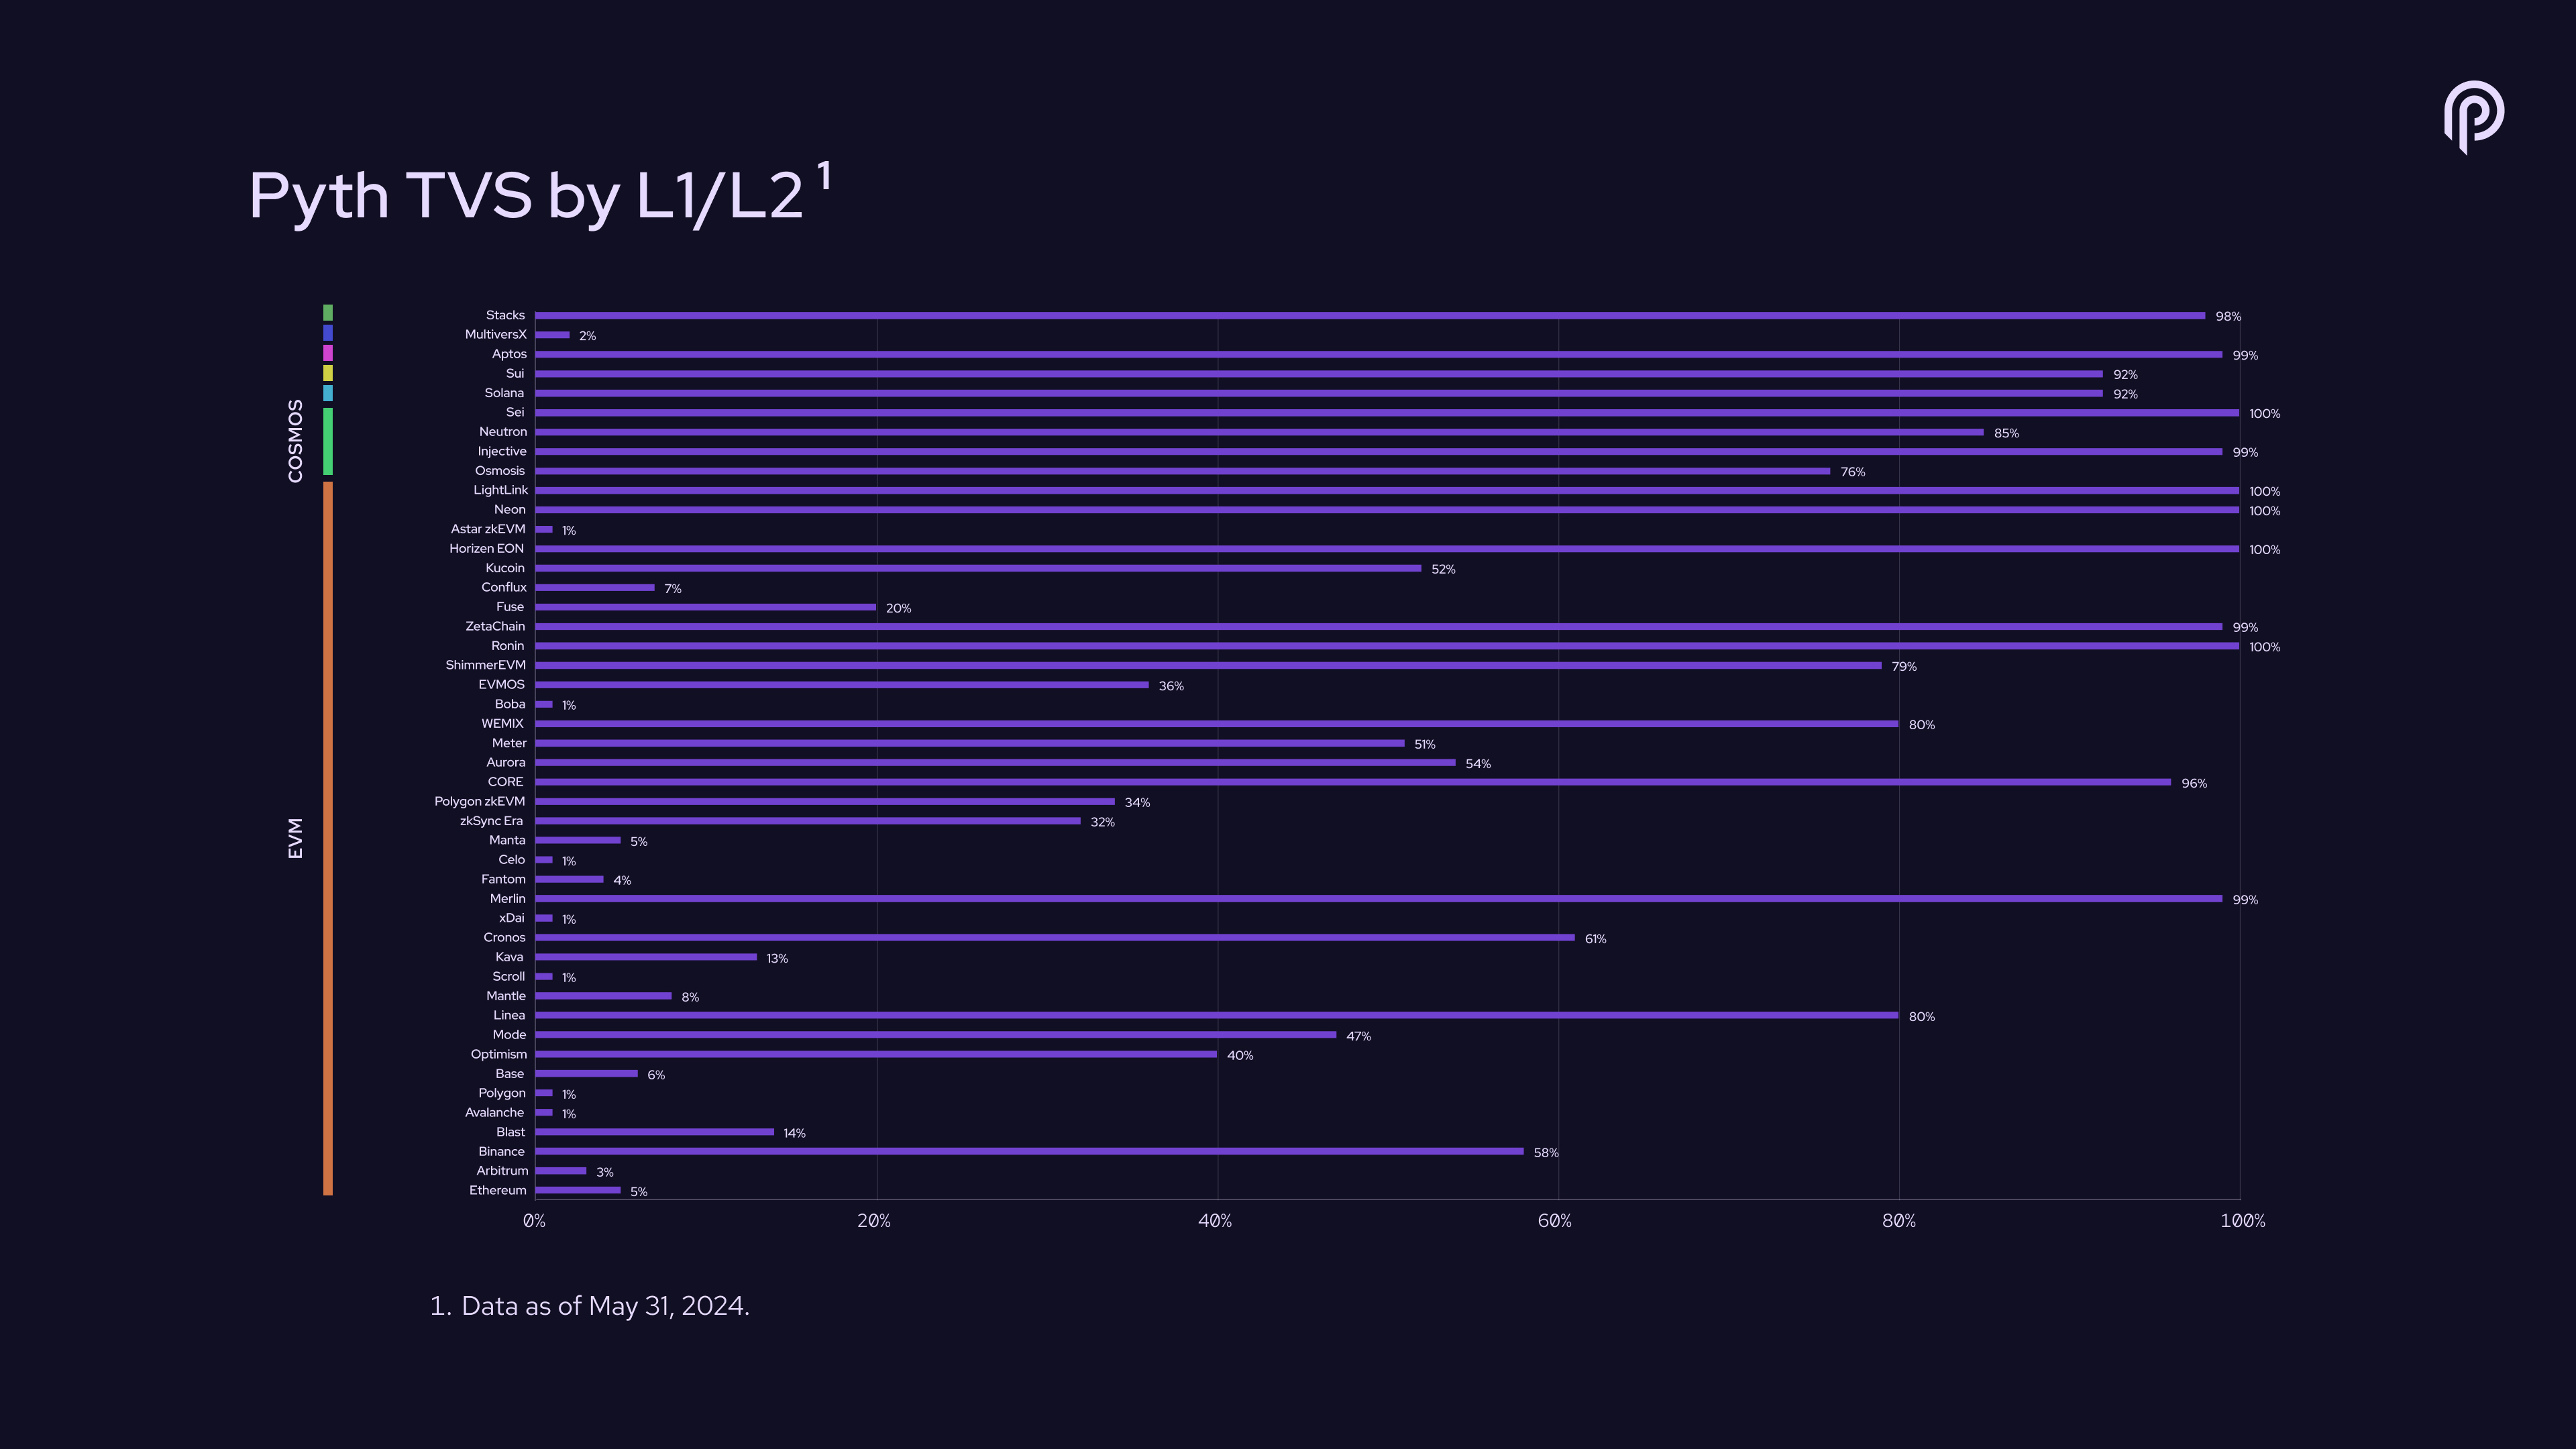 Pyth TVS by L1/L2 ¹
COSMOS
EVM
Stacks 98%
MultiversX 2%
Aptos 99%
Sui 92%
Solana 92%
Sei 100%
Neutron 85%
Injective 99%
Osmosis 76%
LightLink 100%
Neon 100%
Astar zkEVM 1%
Horizen EON 100%
Kucoin 52%
Conflux 7%
Fuse 20%
ZetaChain 99%
Ronin 100%
ShimmerEVM 79%
EVMOS 36%
Boba 1%
WEMIX 80%
Meter 51%
Aurora 54%
CORE 96%
Polygon zkEVM 34%
zkSync Era 32%
Manta 5%
Celo 1%
Fantom 4%
Merlin 99%
xDai 1%
Cronos 61%
Kava 13%
Scroll 1%
Mantle 8%
Linea 80%
Mode 47%
Optimism 40%
Base 6%
Polygon 1%
Avalanche 1%
Blast 14%
Binance 58%
Arbitrum 3%
Ethereum 5%
0% 20% 40% 60% 80% 100%
1. Data as of May 31, 2024.